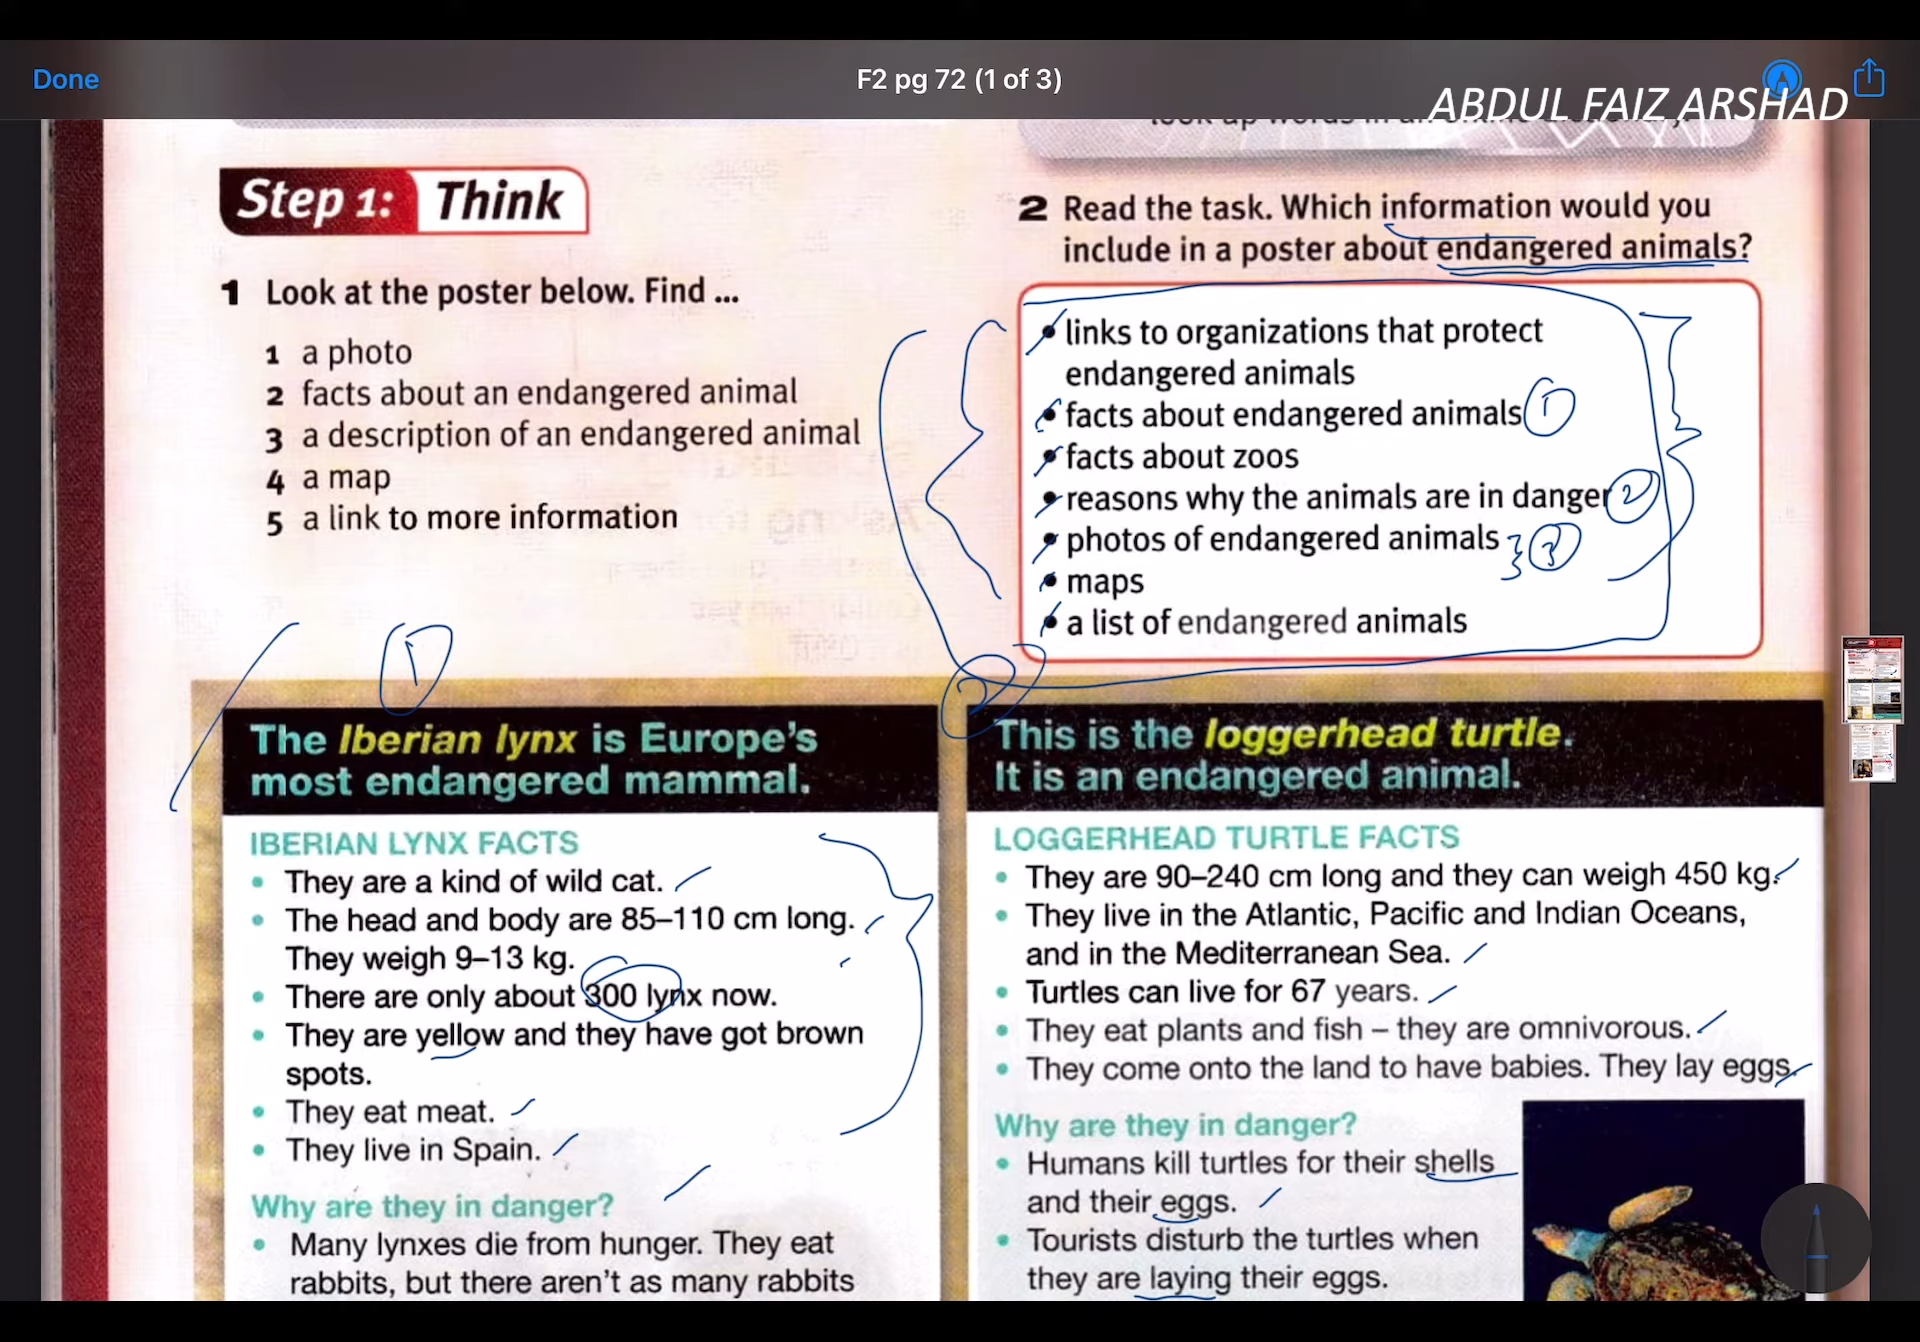 Done
F2 pg 72 (1 of 3)
ABDUL FAIZ ARSHAD
look up words in an
Step 1: Think
1 Look at the poster below. Find ...
1 a photo
2 facts about an endangered animal
3 a description of an endangered animal
4 a map
5 a link to more information
2 Read the task. Which information would you
include in a poster about endangered animals?
• links to organizations that protect
endangered animals
• facts about endangered animals 1
• facts about zoos
• reasons why the animals are in danger 2
• photos of endangered animals 3
• maps
• a list of endangered animals
1
2
The Iberian lynx is Europe's
most endangered mammal.
IBERIAN LYNX FACTS
• They are a kind of wild cat.
• The head and body are 85–110 cm long.
They weigh 9–13 kg.
• There are only about 300 lynx now.
• They are yellow and they have got brown
spots.
• They eat meat.
• They live in Spain.
Why are they in danger?
• Many lynxes die from hunger. They eat
rabbits, but there aren't as many rabbits
This is the loggerhead turtle.
It is an endangered animal.
LOGGERHEAD TURTLE FACTS
• They are 90–240 cm long and they can weigh 450 kg.
• They live in the Atlantic, Pacific and Indian Oceans,
and in the Mediterranean Sea.
• Turtles can live for 67 years.
• They eat plants and fish – they are omnivorous.
• They come onto the land to have babies. They lay eggs.
Why are they in danger?
• Humans kill turtles for their shells
and their eggs.
• Tourists disturb the turtles when
they are laying their eggs.